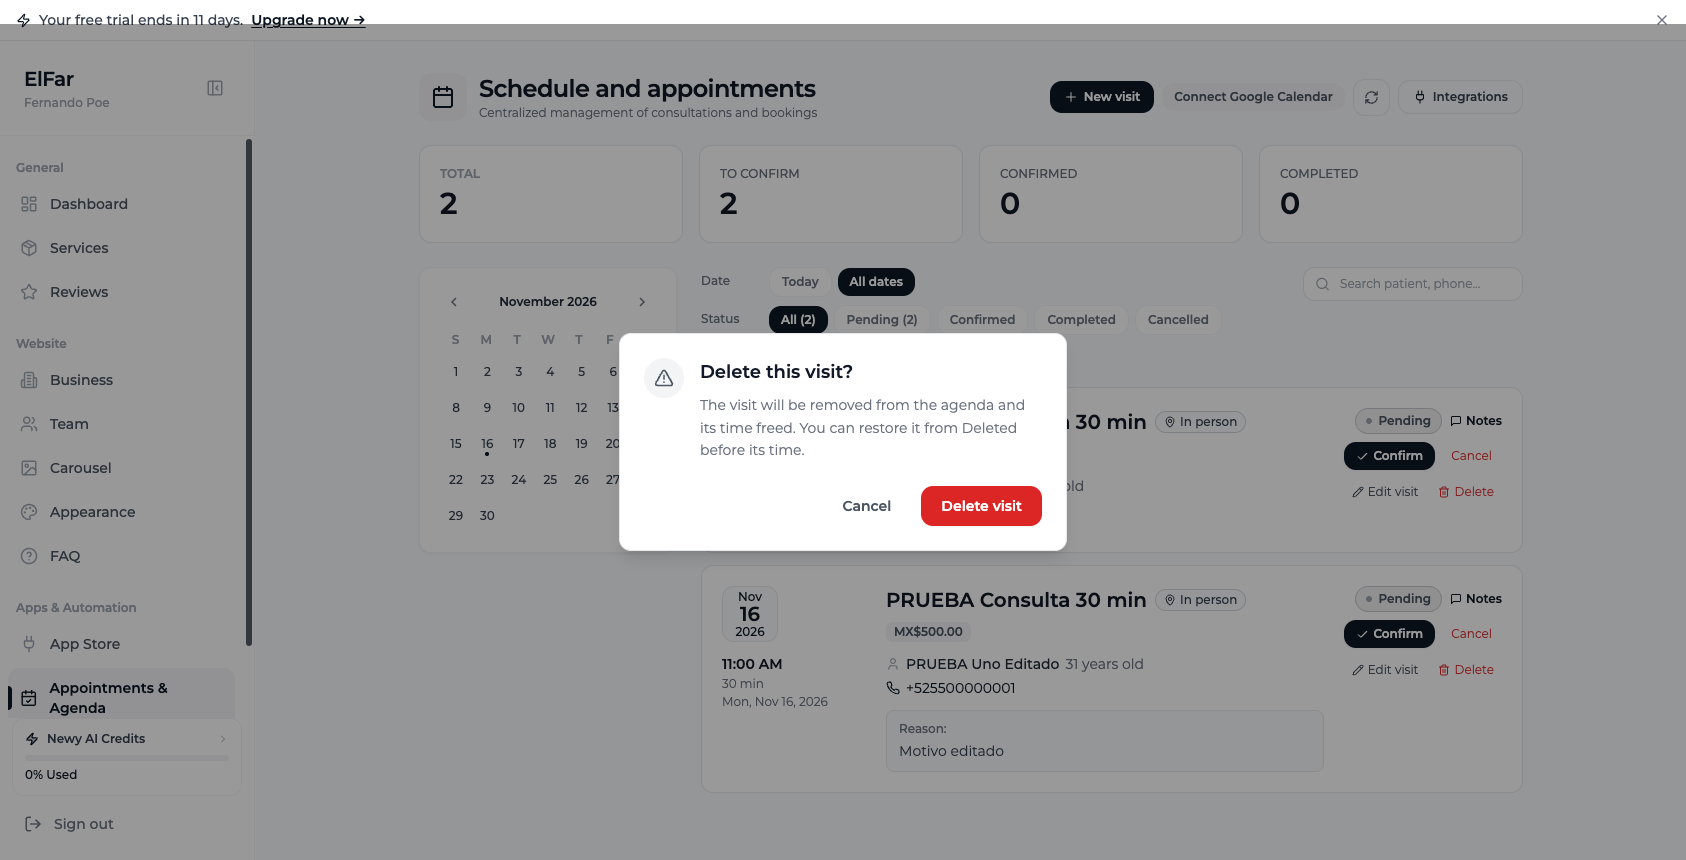 Your free trial ends in 11 days. Upgrade now →
ElFar
Fernando Poe
General
Dashboard
Services
Reviews
Website
Business
Team
Carousel
Appearance
FAQ
Apps & Automation
App Store
Appointments &
Agenda
Newy AI Credits
0% Used
Sign out
Schedule and appointments
Centralized management of consultations and bookings
New visit
Connect Google Calendar
Integrations
TOTAL
2
TO CONFIRM
2
CONFIRMED
0
COMPLETED
0
November 2026
S M T W T F
1 2 3 4 5 6
8 9 10 11 12 13
15 16 17 18 19 20
22 23 24 25 26 27
29 30
Date Today All dates
Search patient, phone...
Status All (2) Pending (2) Confirmed Completed Cancelled
Delete this visit?
The visit will be removed from the agenda and
its time freed. You can restore it from Deleted
before its time.
Cancel Delete visit
30 min In person
old
Pending Notes
Confirm Cancel
Edit visit Delete
Nov
16
2026
11:00 AM
30 min
Mon, Nov 16, 2026
PRUEBA Consulta 30 min In person
MX$500.00
PRUEBA Uno Editado 31 years old
+525500000001
Reason:
Motivo editado
Pending Notes
Confirm Cancel
Edit visit Delete